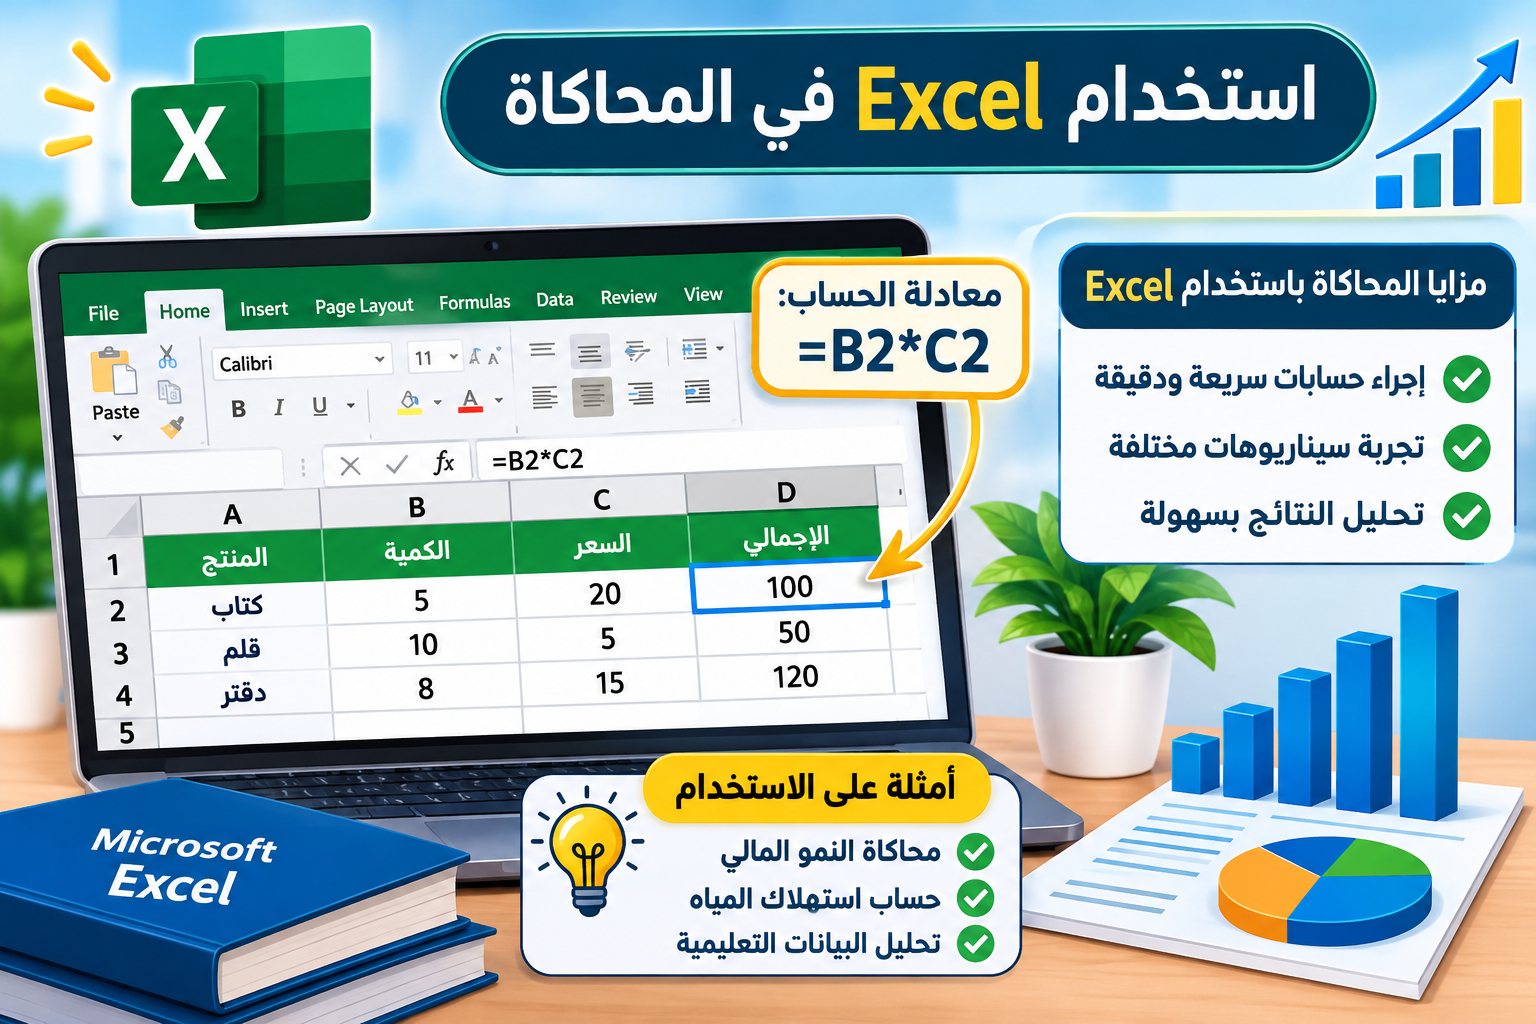 استخدام Excel في المحاكاة
X
File Home Insert Page Layout Formulas Data Review View
Paste
Calibri 11
B I U A
fx =B2*C2
A B C D
1 المنتج الكمية السعر الإجمالي
2 كتاب 5 20 100
3 قلم 10 5 50
4 دقتر 8 15 120
5
معادلة الحساب:
=B2*C2
مزايا المحاكاة باستخدام Excel
إجراء حسابات سريعة ودقيقة
تجربة سيناريوهات مختلفة
تحليل النتائج بسهولة
أمثلة على الاستخدام
محاكاة النمو المالي
حساب استهلاك المياه
تحليل البيانات التعليمية
Microsoft
Excel